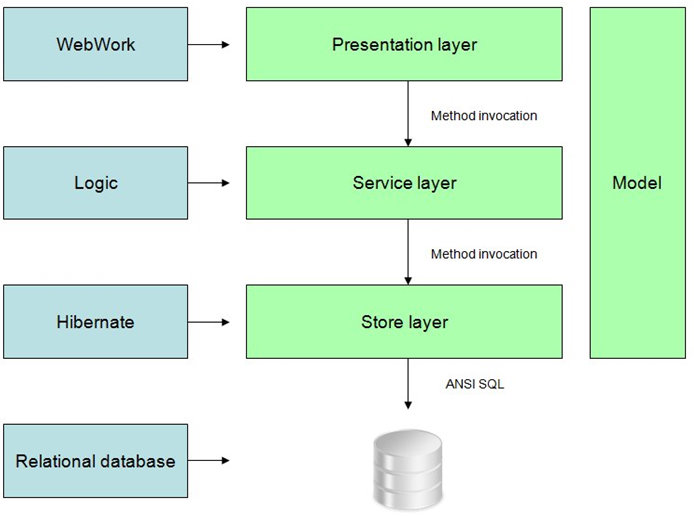 WebWork
Presentation layer
Method invocation
Logic
Service layer
Model
Method invocation
Hibernate
Store layer
ANSI SQL
Relational database